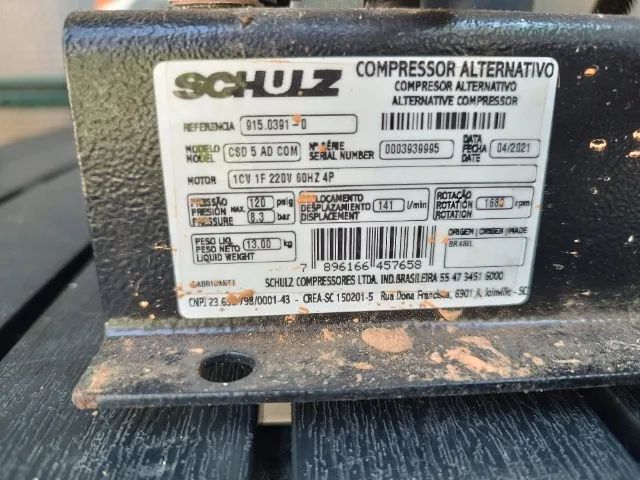 SCHULZ
COMPRESSOR ALTERNATIVO
COMPRESOR ALTERNATIVO
ALTERNATIVE COMPRESSOR
REFERENCIA 915.0391-0
MODELO
MODEL CSD 5 AD COM
Nº SÉRIE
SERIAL NUMBER 0003939995
DATA
FECHA
DATE 04/2021
MOTOR 1CV 1F 220V 60HZ 4P
PRESSÃO
PRESIÓN
PRESSURE MAX 120 psig
8.3 bar
DESLOCAMENTO
DESPLAZAMIENTO
DISPLACEMENT 141 l/min
ROTAÇÃO
ROTATION
ROTATION rpm
PESO LIQ.
PESO NETO
LIQUID WEIGHT 13,00 kg
ORIGEM ORIGEN MADE
BRASIL
7 896166 457658
FABRICANTE
SCHULZ COMPRESSORES LTDA. IND.BRASILEIRA 55 47 3451 6000
CNPJ /0001-43 - CREA-SC 150201-5 Rua Dona Francisca, 6901 A, Joinville - SC